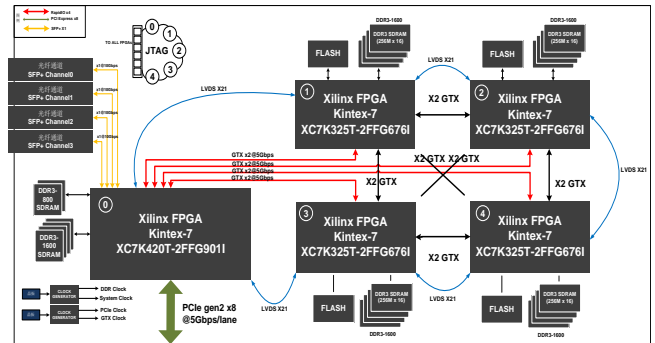 RapidIO x4
PCI Express x8
SFP+ X1
TO ALL FPGAs
JTAG
0
1
2
3
4
光纤通道
SFP+ Channel0
光纤通道
SFP+ Channel1
光纤通道
SFP+ Channel2
光纤通道
SFP+ Channel3
x1@10Gbps
x1@10Gbps
x1@10Gbps
x1@10Gbps
LVDS X21
DDR3-1600
FLASH
DDR3 SDRAM
(256M x 16)
LVDS X21
DDR3-1600
FLASH
DDR3 SDRAM
(256M x 16)
1
Xilinx FPGA
Kintex-7
XC7K325T-2FFG676I
X2 GTX
2
Xilinx FPGA
Kintex-7
XC7K325T-2FFG676I
LVDS X21
GTX x2@5Gbps
GTX x2@5Gbps
GTX x2@5Gbps
GTX x2@5Gbps
X2 GTX
X2 GTX
X2 GTX
X2 GTX
DDR3-
800
SDRAM
DDR3-
1600
SDRAM
0
Xilinx FPGA
Kintex-7
XC7K420T-2FFG901I
3
Xilinx FPGA
Kintex-7
XC7K325T-2FFG676I
X2 GTX
4
Xilinx FPGA
Kintex-7
XC7K325T-2FFG676I
LVDS X21
LVDS X21
FLASH
DDR3 SDRAM
(256M x 16)
DDR3-1600
FLASH
DDR3 SDRAM
(256M x 16)
DDR3-1600
CLOCK
GENERATOR
DDR Clock
System Clock
CLOCK
GENERATOR
PCIe Clock
GTX Clock
PCIe gen2 x8
@5Gbps/lane